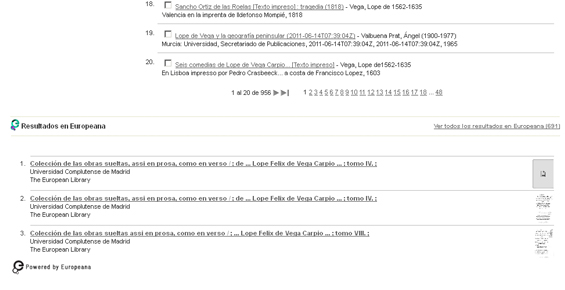 18. Sancho Ortiz de las Roelas [Texto impreso] : tragedia (1818) - Vega, Lope de 1562-1635
Valencia en la imprenta de Ildefonso Mompié, 1818
19. Lope de Vega y la geografía peninsular (2011-06-14T07:39:04Z) - Valbuena Prat, Ángel (1900-1977)
Murcia: Universidad, Secretariado de Publicaciones, 2011-06-14T07:39:04Z, 2011-06-14T07:39:04Z, 1965
20. Seis comedias de Lope de Vega Carpio... [Texto impreso] - Vega, Lope de1562-1635
En Lisboa impresso por Pedro Crasbeeck... a costa de Francisco Lopez, 1603
1 al 20 de 956 1 2 3 4 5 6 7 8 9 10 11 12 13 14 15 16 17 18 ... 48
Resultados en Europeana Ver todos los resultados en Europeana (691)
1. Colección de las obras sueltas, assi en prosa, como en verso / ; de ... Lope Felix de Vega Carpio ... ; tomo IV. ;
Universidad Complutense de Madrid
The European Library
2. Colección de las obras sueltas, assi en prosa, como en verso / ; de ... Lope Felix de Vega Carpio ... ; tomo IV. ;
Universidad Complutense de Madrid
The European Library
3. Colección de las obras sueltas assi en prosa, como en verso / ; ... Lope Felix de Vega Carpio ... ; tomo VIII. ;
Universidad Complutense de Madrid
The European Library
Powered by Europeana